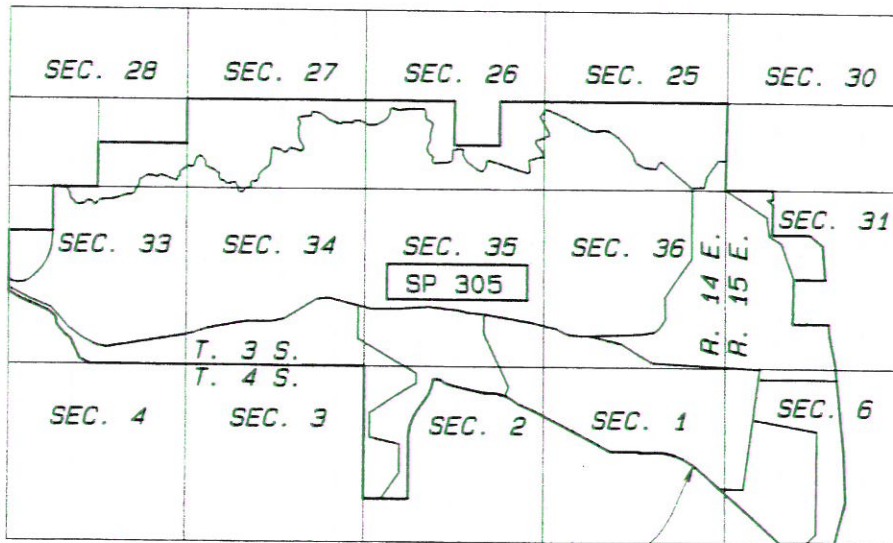 SEC. 28
SEC. 27
SEC. 26
SEC. 25
SEC. 30
SEC. 33
SEC. 34
SEC. 35
SEC. 36
SEC. 31
SP 305
R. 14 E.
R. 15 E.
T. 3 S.
T. 4 S.
SEC. 4
SEC. 3
SEC. 2
SEC. 1
SEC. 6